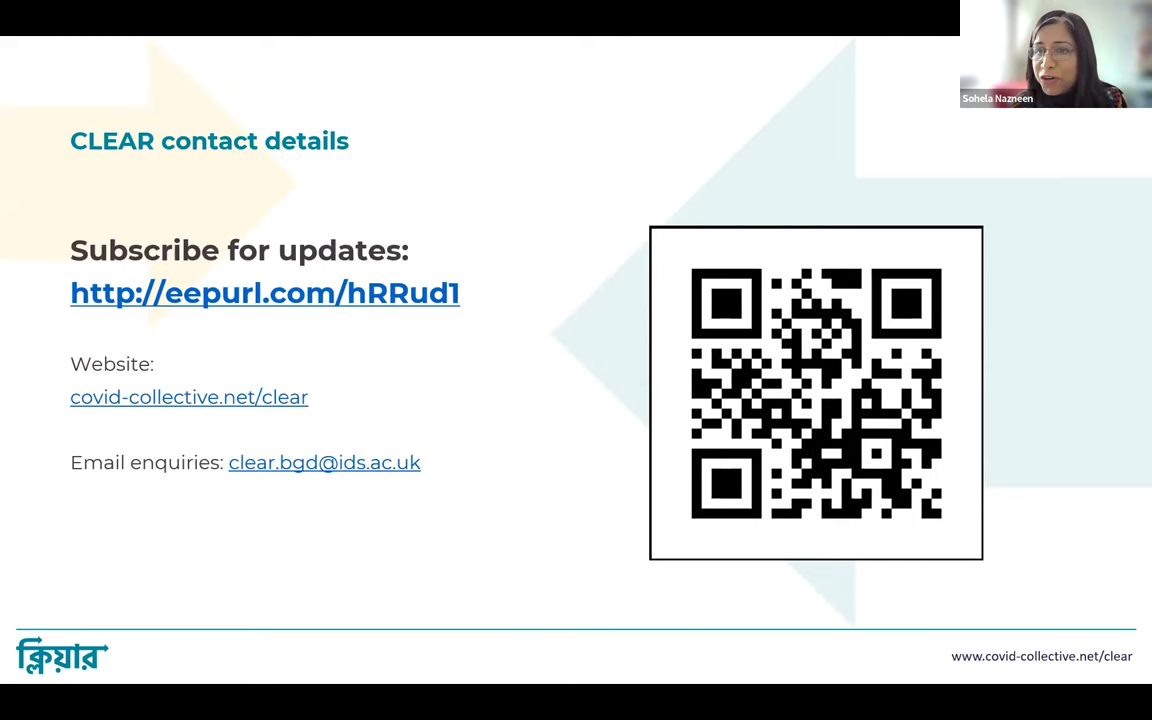 Sohela Nazneen
CLEAR contact details
Subscribe for updates:
http://eepurl.com/hRRud1
Website:
covid-collective.net/clear
Email enquiries: clear.bgd@ids.ac.uk
ক্লিয়ার
www.covid-collective.net/clear